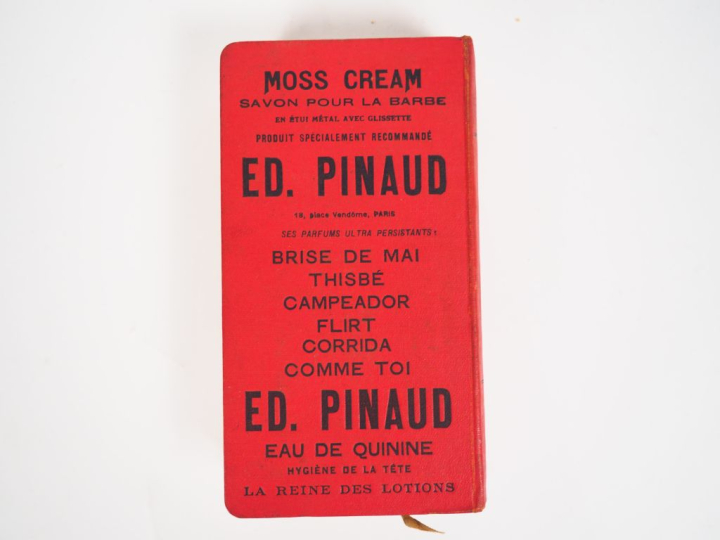 MOSS CREAM
SAVON POUR LA BARBE
EN ÉTUI MÉTAL AVEC GLISSETTE
PRODUIT SPÉCIALEMENT RECOMMANDÉ
ED. PINAUD
18, place Vendôme, PARIS
SES PARFUMS ULTRA PERSISTANTS :
BRISE DE MAI
THISBÉ
CAMPEADOR
FLIRT
CORRIDA
COMME TOI
ED. PINAUD
EAU DE QUININE
HYGIÈNE DE LA TÊTE
LA REINE DES LOTIONS